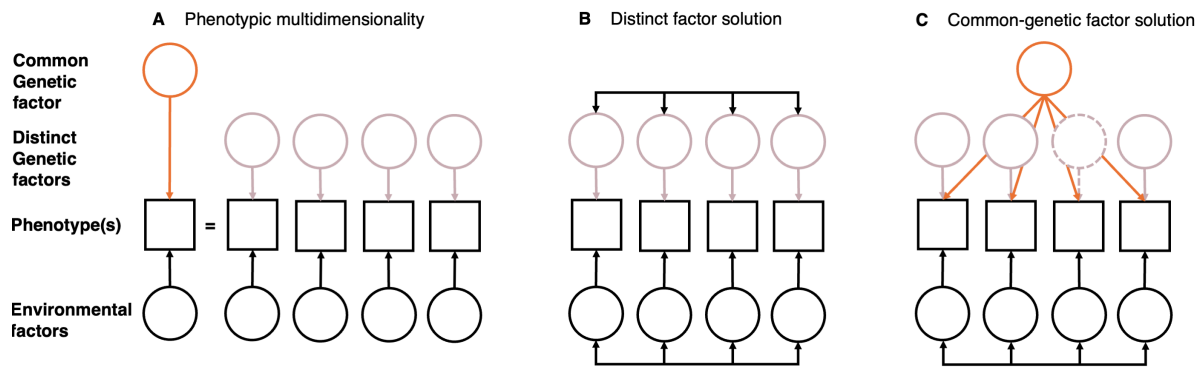 A Phenotypic multidimensionality
B Distinct factor solution
C Common-genetic factor solution
Common
Genetic
factor
Distinct
Genetic
factors
Phenotype(s)
=
Environmental
factors